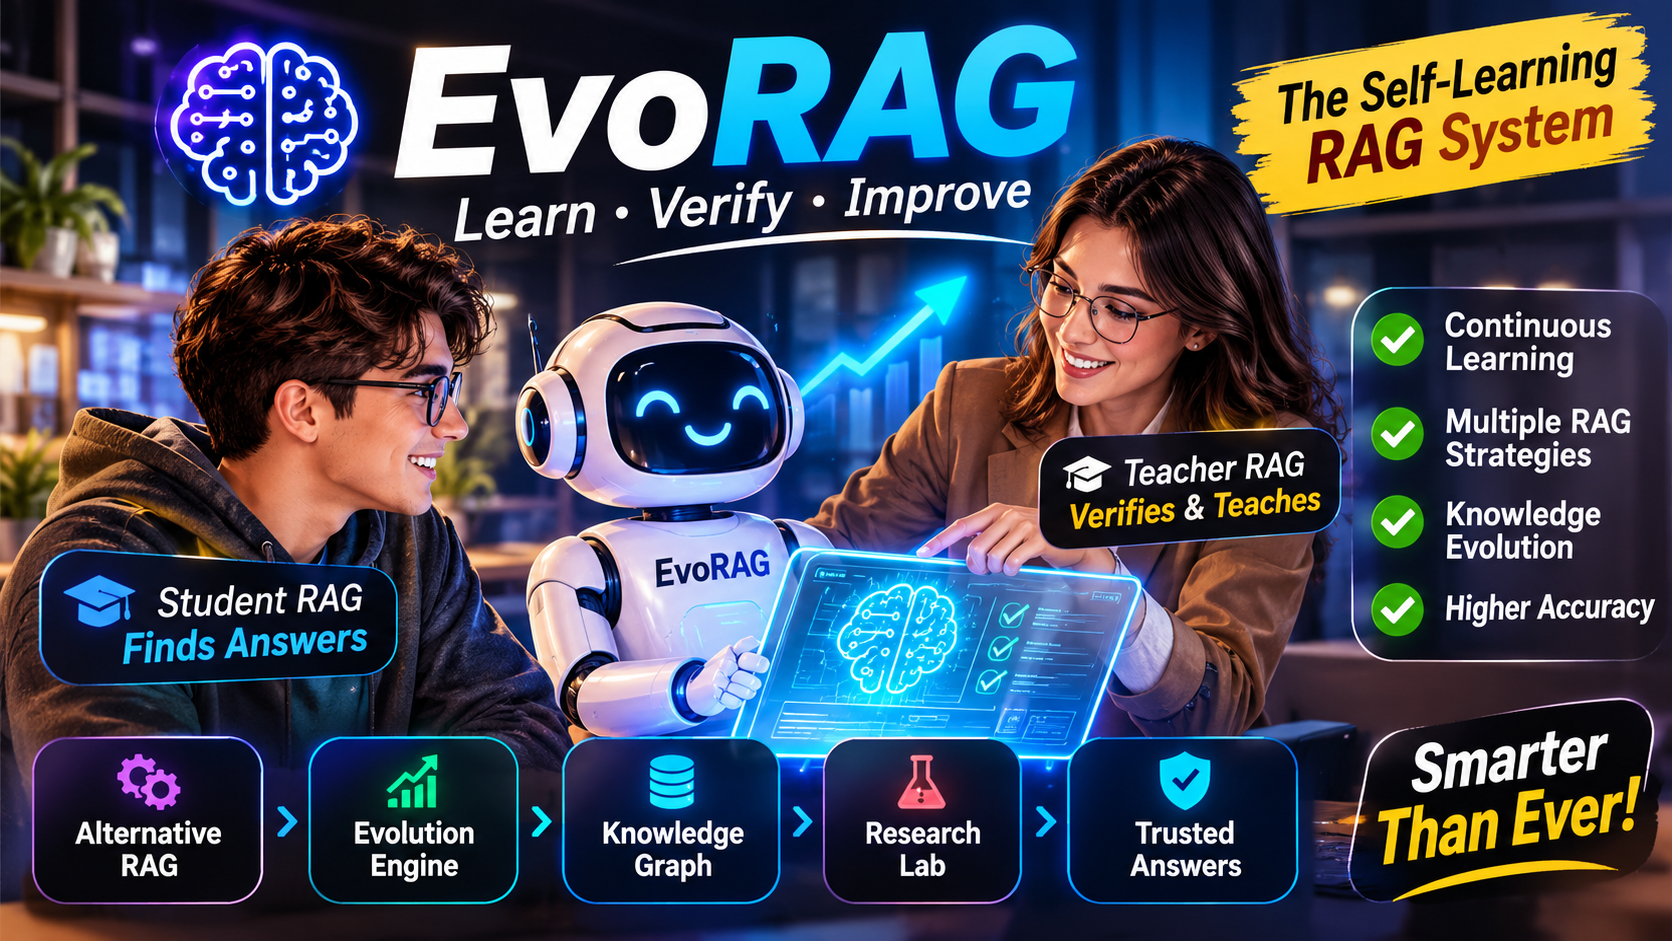 EvoRAG
Learn · Verify · Improve
The Self-Learning
RAG System
Continuous
Learning
Multiple RAG
Strategies
Knowledge
Evolution
Higher Accuracy
Teacher RAG
Verifies & Teaches
Student RAG
Finds Answers
EvoRAG
Alternative
RAG
Evolution
Engine
Knowledge
Graph
Research
Lab
Trusted
Answers
Smarter
Than Ever!